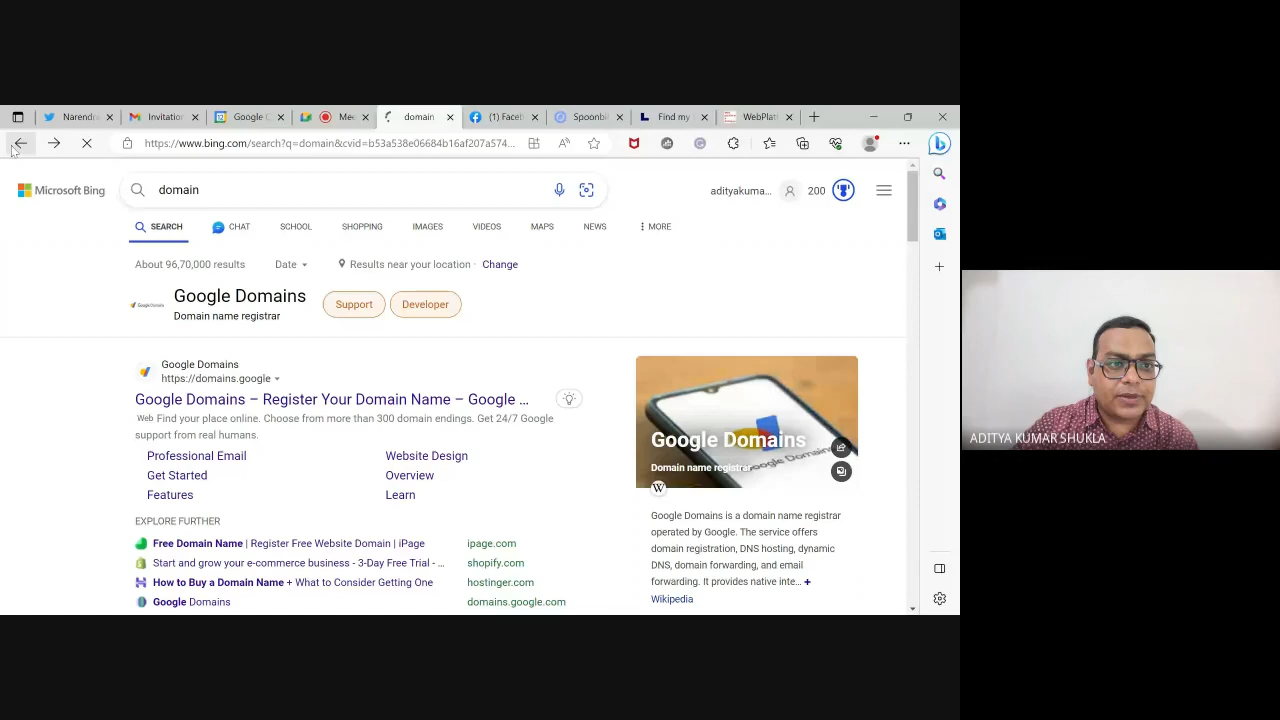 Narendr
Invitatior
Google C
Mee
domain
(1) Faceb
Spoonbil
Find my
WebPlat
https://www.bing.com/search?q=domain&cvid=b53a538e06684b16af207a574...
Microsoft Bing
domain
adityakuma...
200
SEARCH
CHAT
SCHOOL
SHOPPING
IMAGES
VIDEOS
MAPS
NEWS
MORE
About 96,70,000 results
Date
Results near your location · Change
Google Domains
Domain name registrar
Support
Developer
Google Domains
https://domains.google
Google Domains – Register Your Domain Name – Google ...
Web Find your place online. Choose from more than 300 domain endings. Get 24/7 Google
support from real humans.
Professional Email
Website Design
Get Started
Overview
Features
Learn
EXPLORE FURTHER
Free Domain Name | Register Free Website Domain | iPage
ipage.com
Start and grow your e-commerce business - 3-Day Free Trial - ...
shopify.com
How to Buy a Domain Name + What to Consider Getting One
hostinger.com
Google Domains
domains.google.com
Google Domains
Domain name registrar
W
Google Domains is a domain name registrar
operated by Google. The service offers
domain registration, DNS hosting, dynamic
DNS, domain forwarding, and email
forwarding. It provides native inte... +
Wikipedia
ADITYA KUMAR SHUKLA